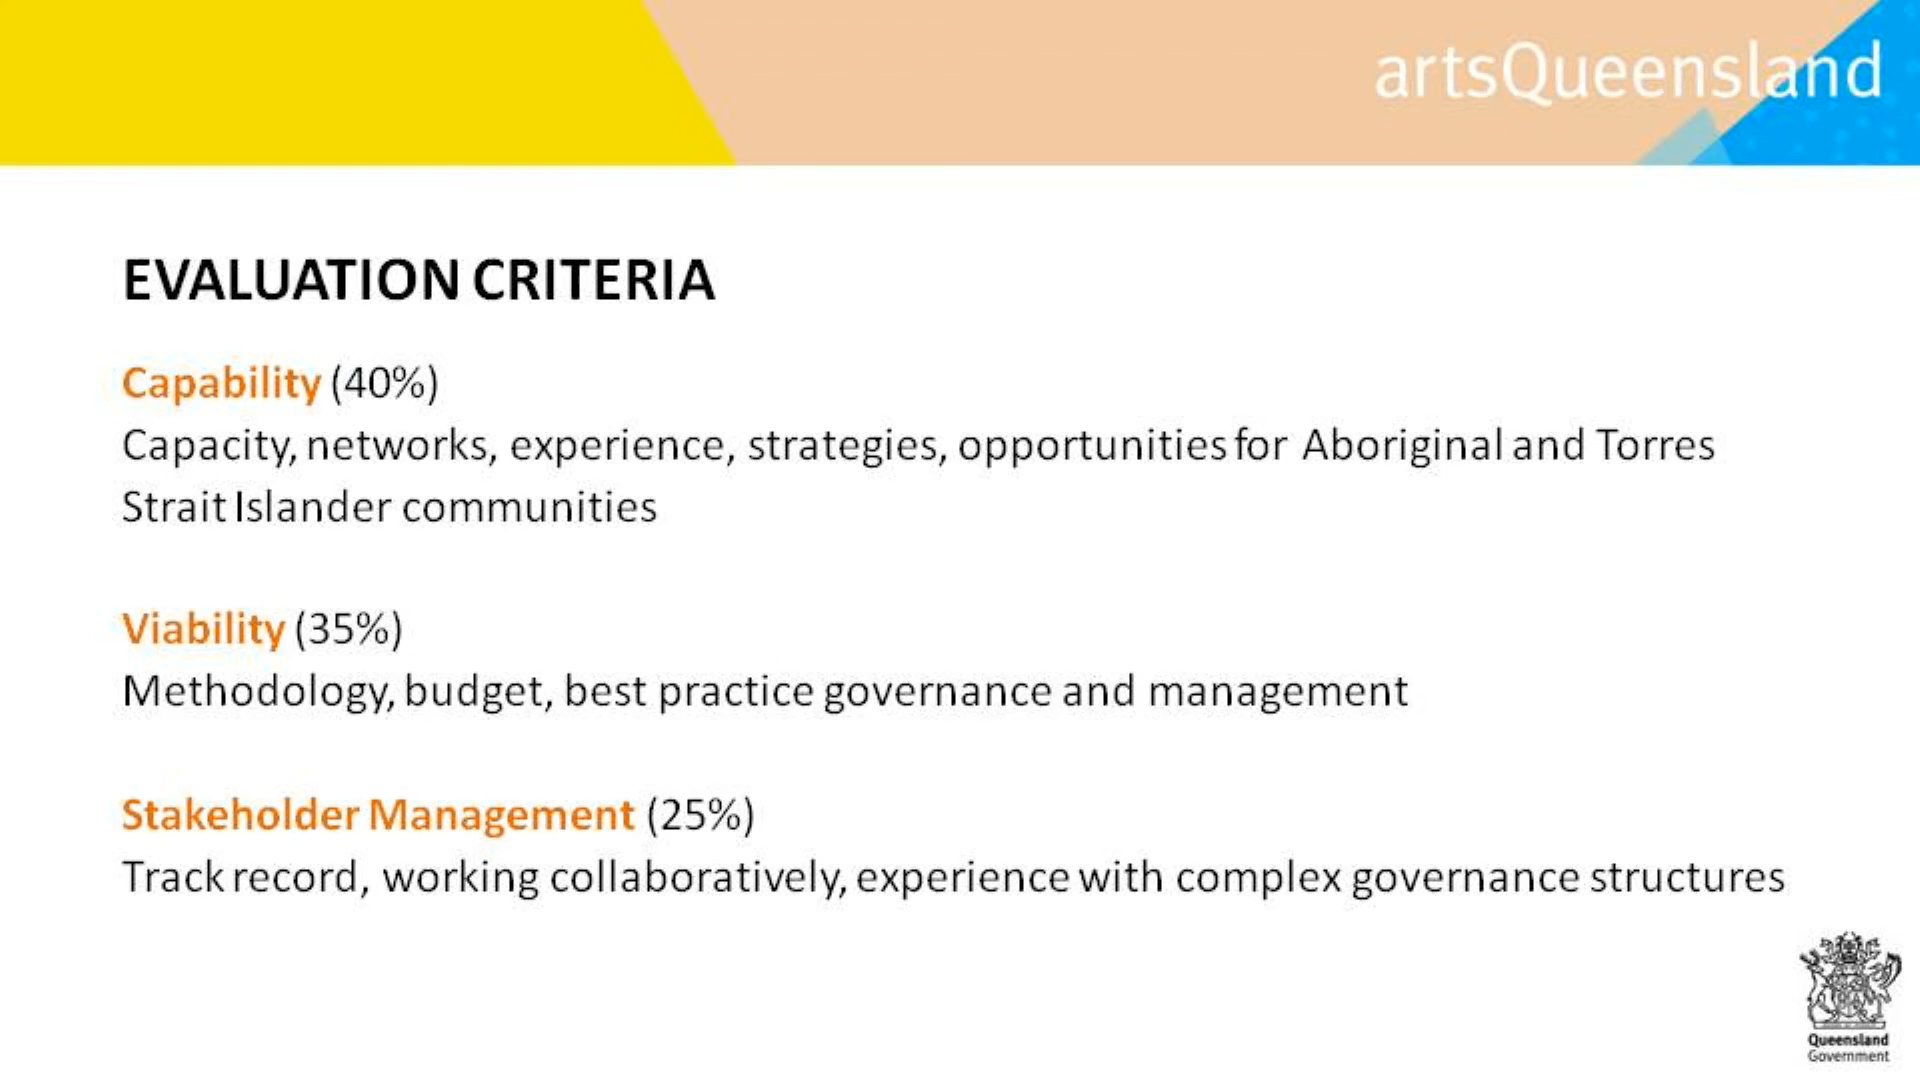 artsQueensland
EVALUATION CRITERIA
Capability (40%)
Capacity, networks, experience, strategies, opportunities for Aboriginal and Torres
Strait Islander communities
Viability (35%)
Methodology, budget, best practice governance and management
Stakeholder Management (25%)
Track record, working collaboratively, experience with complex governance structures
Queensland
Government